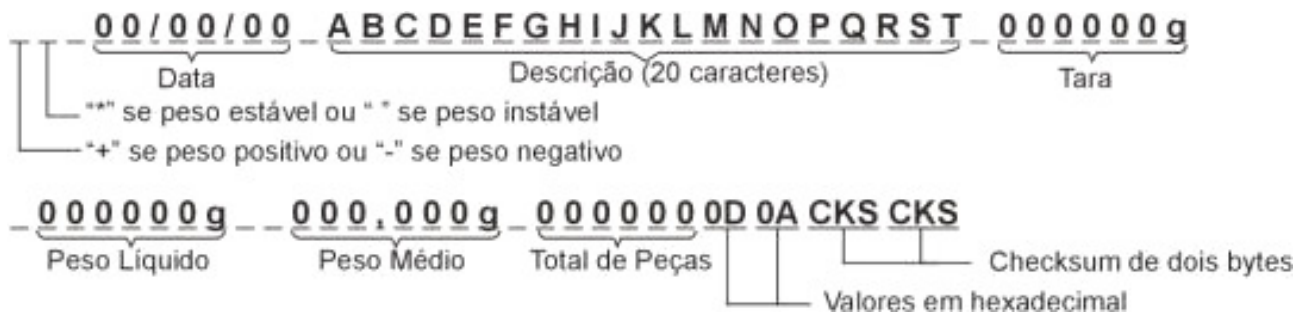 00/00/00 ABCDEFGHIJKLMNOPQRST 000000g
Data Descrição (20 caracteres) Tara
"*" se peso estável ou " " se peso instável
"+" se peso positivo ou "-" se peso negativo
000000g 000,000g 0000000 0D 0A CKS CKS
Peso Líquido Peso Médio Total de Peças
Checksum de dois bytes
Valores em hexadecimal